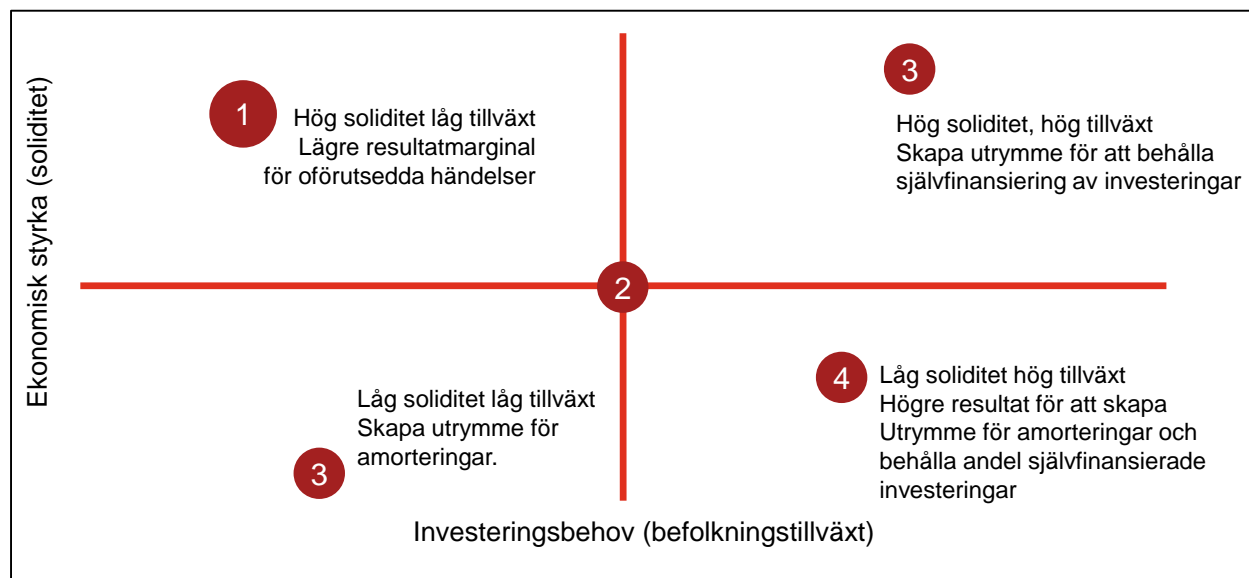 Ekonomisk styrka (soliditet)
1
Hög soliditet låg tillväxt
Lägre resultatmarginal
för oförutsedda händelser
3
Hög soliditet, hög tillväxt
Skapa utrymme för att behålla
självfinansiering av investeringar
2
Låg soliditet låg tillväxt
Skapa utrymme för
amorteringar.
3
4
Låg soliditet hög tillväxt
Högre resultat för att skapa
Utrymme för amorteringar och
behålla andel självfinansierade
investeringar
Investeringsbehov (befolkningstillväxt)